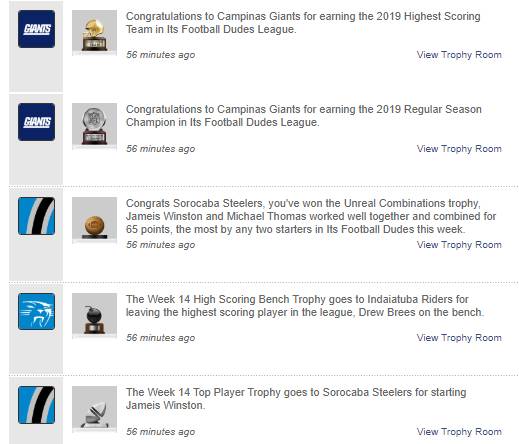 GIANTS
Congratulations to Campinas Giants for earning the 2019 Highest Scoring
Team in Its Football Dudes League.
56 minutes ago
View Trophy Room
GIANTS
Congratulations to Campinas Giants for earning the 2019 Regular Season
Champion in Its Football Dudes League.
56 minutes ago
View Trophy Room
Congrats Sorocaba Steelers, you've won the Unreal Combinations trophy,
Jameis Winston and Michael Thomas worked well together and combined for
65 points, the most by any two starters in Its Football Dudes this week.
56 minutes ago
View Trophy Room
The Week 14 High Scoring Bench Trophy goes to Indaiatuba Riders for
leaving the highest scoring player in the league, Drew Brees on the bench.
56 minutes ago
View Trophy Room
The Week 14 Top Player Trophy goes to Sorocaba Steelers for starting
Jameis Winston.
56 minutes ago
View Trophy Room